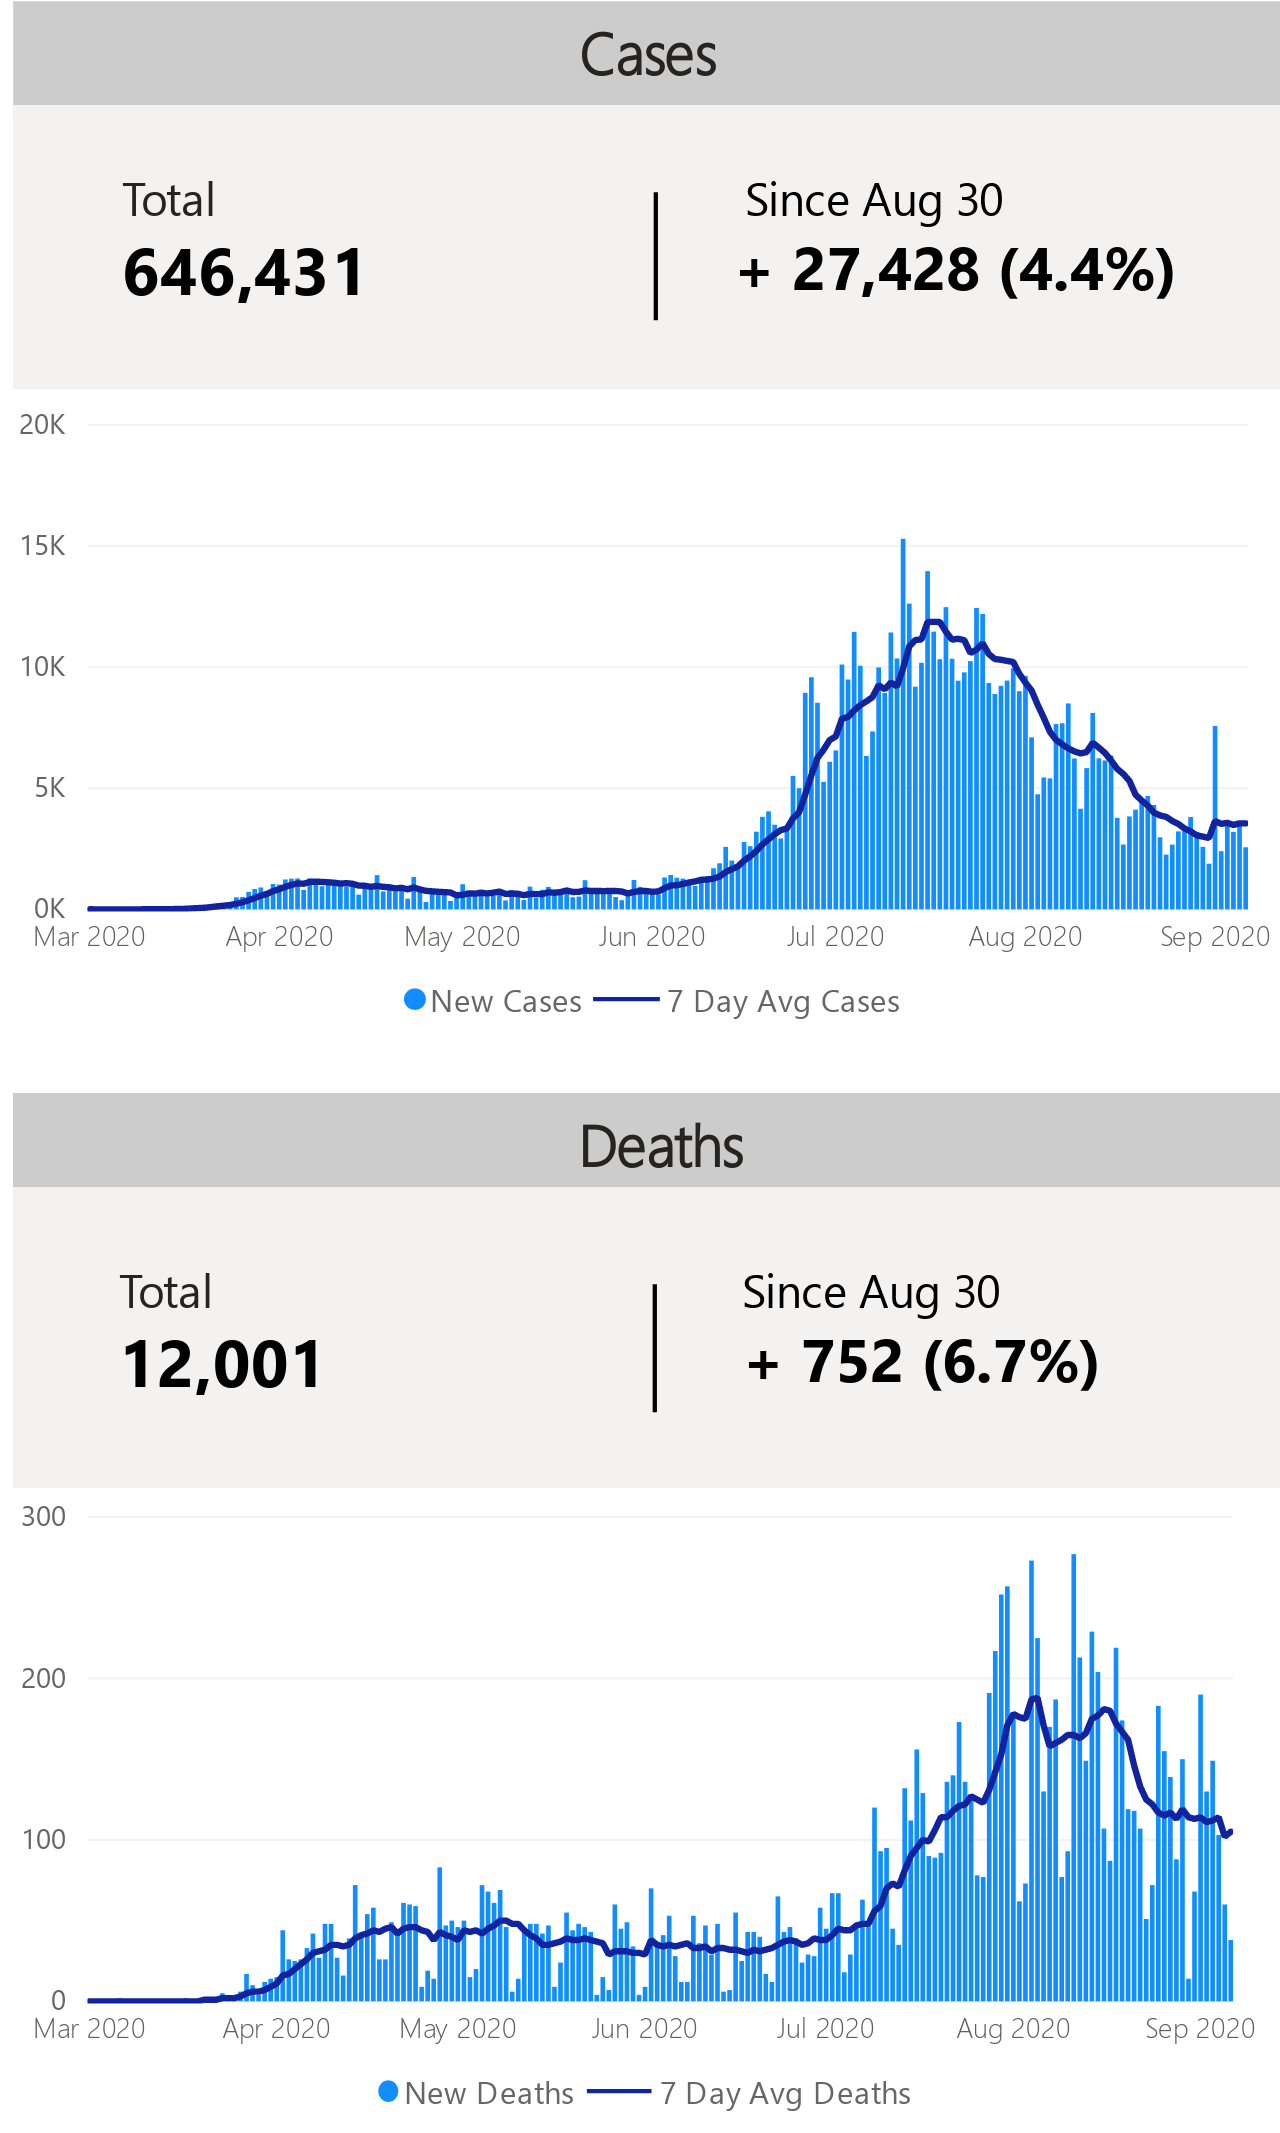 Cases
Total
Since Aug 30
646,431
+ 27,428 (4.4%)
20K
15K
10K
5K
0K
Mar 2020 Apr 2020 May 2020 Jun 2020 Jul 2020 Aug 2020 Sep 2020
New Cases 7 Day Avg Cases
Deaths
Total
Since Aug 30
12,001
+ 752 (6.7%)
300
200
100
0
Mar 2020 Apr 2020 May 2020 Jun 2020 Jul 2020 Aug 2020 Sep 2020
New Deaths 7 Day Avg Deaths